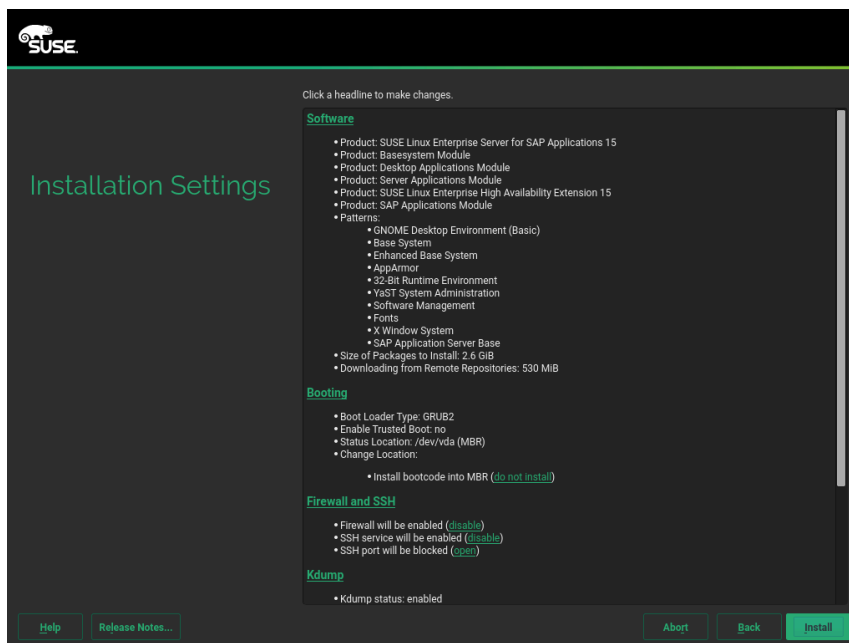 SUSE.
Click a headline to make changes.
Installation Settings
Software
• Product: SUSE Linux Enterprise Server for SAP Applications 15
• Product: Basesystem Module
• Product: Desktop Applications Module
• Product: Server Applications Module
• Product: SUSE Linux Enterprise High Availability Extension 15
• Product: SAP Applications Module
• Patterns:
• GNOME Desktop Environment (Basic)
• Base System
• Enhanced Base System
• AppArmor
• 32-Bit Runtime Environment
• YaST System Administration
• Software Management
• Fonts
• X Window System
• SAP Application Server Base
• Size of Packages to Install: 2.6 GiB
• Downloading from Remote Repositories: 530 MiB
Booting
• Boot Loader Type: GRUB2
• Enable Trusted Boot: no
• Status Location: /dev/vda (MBR)
• Change Location:
• Install bootcode into MBR (do not install)
Firewall and SSH
• Firewall will be enabled (disable)
• SSH service will be enabled (disable)
• SSH port will be blocked (open)
Kdump
• Kdump status: enabled
Help Release Notes... Abort Back Install